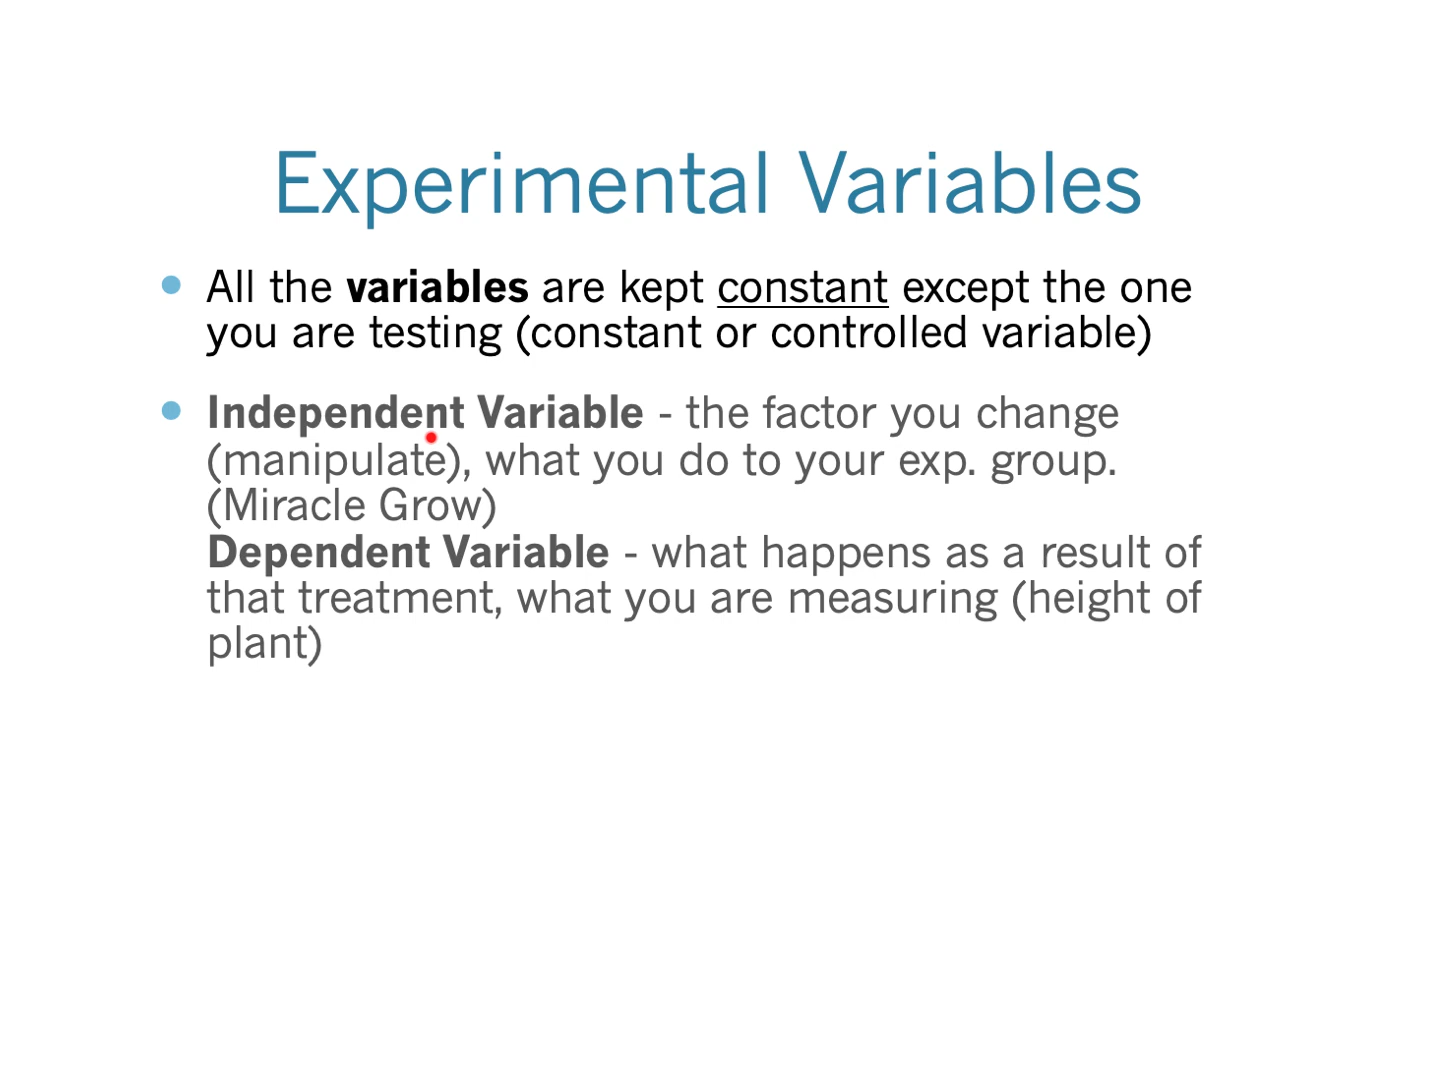 Experimental Variables
All the variables are kept constant except the one
you are testing (constant or controlled variable)
Independent Variable - the factor you change
(manipulate), what you do to your exp. group.
(Miracle Grow)
Dependent Variable - what happens as a result of
that treatment, what you are measuring (height of
plant)